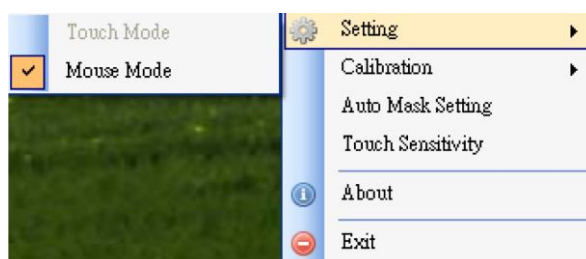 Touch Mode
Mouse Mode
Setting
Calibration
Auto Mask Setting
Touch Sensitivity
About
Exit